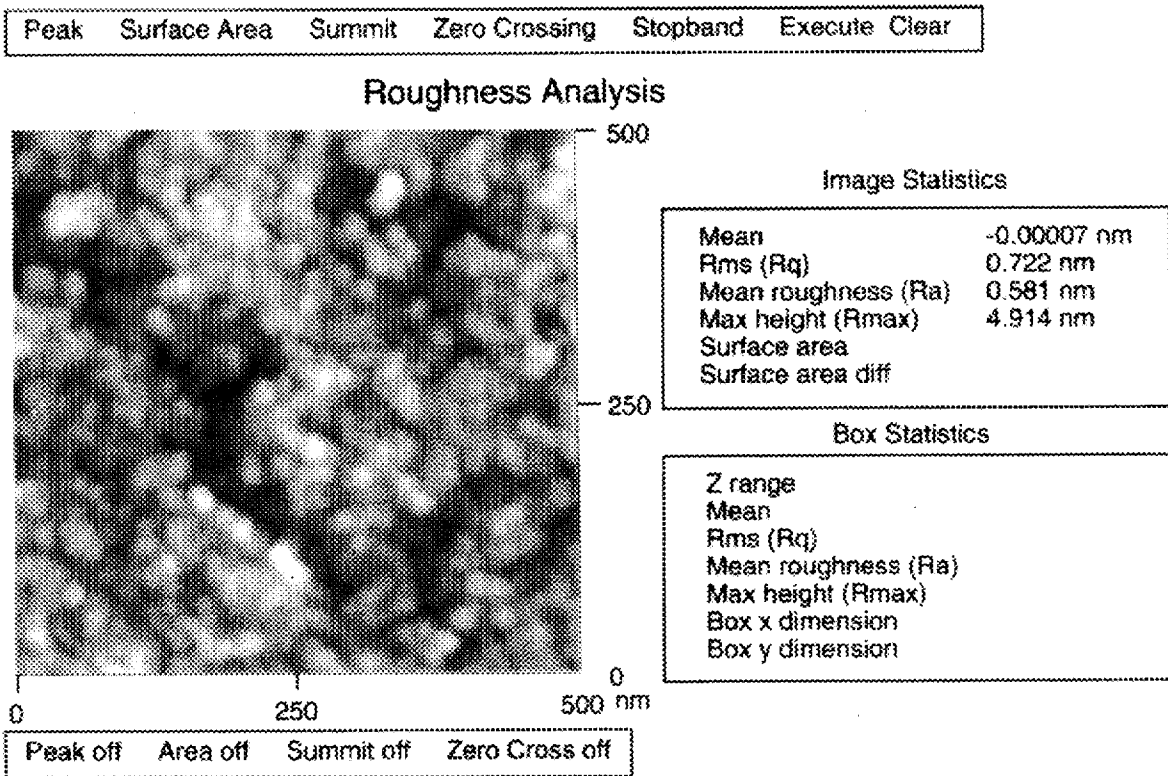 Peak Surface Area Summit Zero Crossing Stopband Execute Clear
Roughness Analysis
500
250
0
0 250 500 nm
Image Statistics
Mean -0.00007 nm
Rms (Rq) 0.722 nm
Mean roughness (Ra) 0.581 nm
Max height (Rmax) 4.914 nm
Surface area
Surface area diff
Box Statistics
Z range
Mean
Rms (Rq)
Mean roughness (Ra)
Max height (Rmax)
Box x dimension
Box y dimension
Peak off Area off Summit off Zero Cross off